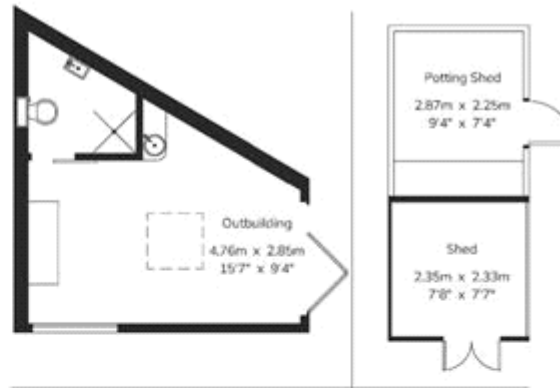 Outbuilding
4.76m x 2.85m
15'7" x 9'4"
Potting Shed
2.87m x 2.25m
9'4" x 7'4"
Shed
2.35m x 2.33m
7'8" x 7'7"